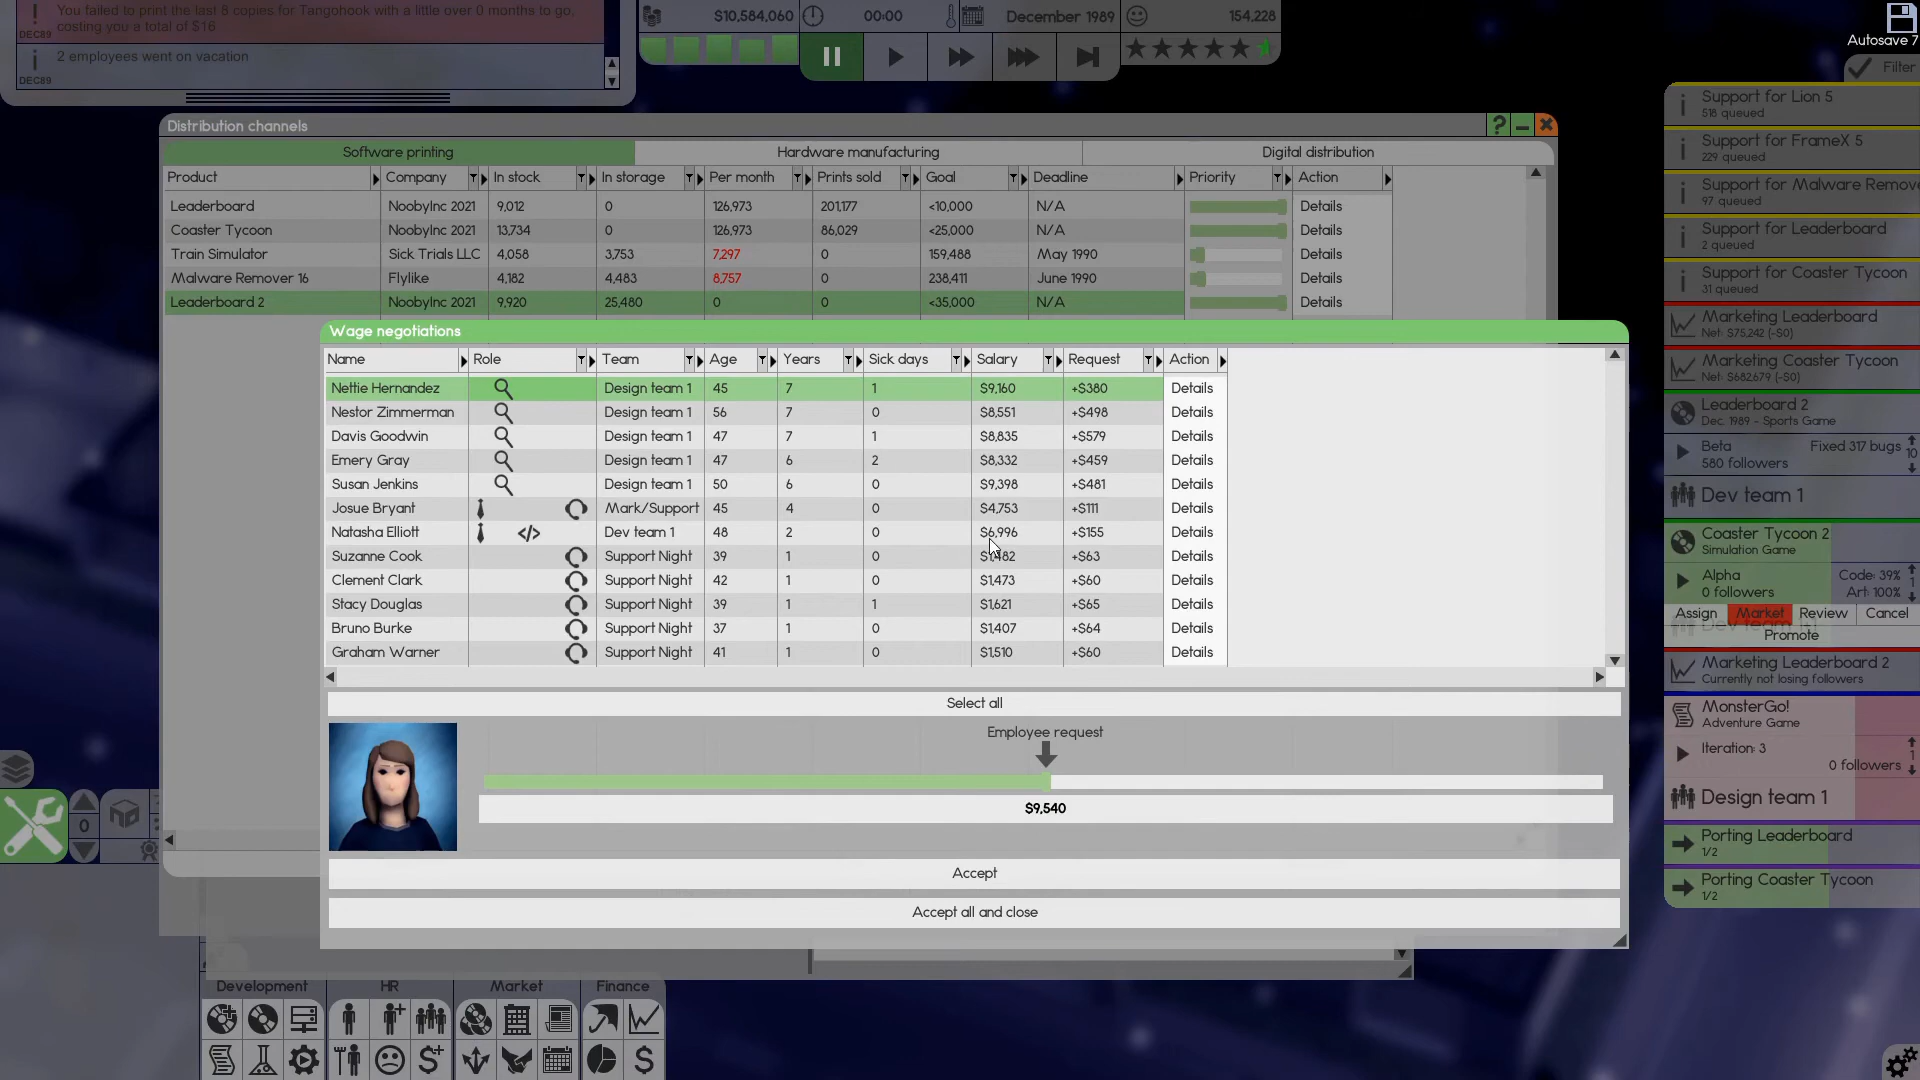 You failed to print the last 8 copies for Tangohook with a little over 0 months to go,
costing you a total of $16
DEC89
2 employees went on vacation
DEC89
$10,584,060
00:00
December 1989
154,228
Autosave 7
Filter
Distribution channels
Software printing
Hardware manufacturing
Digital distribution
Product Company In stock In storage Per month Prints sold Goal Deadline Priority Action
Leaderboard NoobyInc 2021 9,012 0 126,973 201,177 <10,000 N/A Details
Coaster Tycoon NoobyInc 2021 13,734 0 126,973 86,029 <25,000 N/A Details
Train Simulator Sick Trials LLC 4,058 3,753 7,297 0 159,488 May 1990 Details
Malware Remover 16 Flylike 4,182 4,483 8,757 0 238,411 June 1990 Details
Leaderboard 2 NoobyInc 2021 9,920 25,480 0 0 <35,000 N/A Details
Wage negotiations
Name Role Team Age Years Sick days Salary Request Action
Nettie Hernandez Design team 1 45 7 1 $9,160 +$380 Details
Nestor Zimmerman Design team 1 56 7 0 $8,551 +$498 Details
Davis Goodwin Design team 1 47 7 1 $8,835 +$579 Details
Emery Gray Design team 1 47 6 2 $8,332 +$459 Details
Susan Jenkins Design team 1 50 6 0 $9,398 +$481 Details
Josue Bryant Mark/Support 45 4 0 $4,753 +$111 Details
Natasha Elliott Dev team 1 48 2 0 $6,996 +$155 Details
Suzanne Cook Support Night 39 1 0 $1,482 +$63 Details
Clement Clark Support Night 42 1 0 $1,473 +$60 Details
Stacy Douglas Support Night 39 1 1 $1,621 +$65 Details
Bruno Burke Support Night 37 1 0 $1,407 +$64 Details
Graham Warner Support Night 41 1 0 $1,510 +$60 Details
Select all
Employee request
$9,540
Accept
Accept all and close
Support for Lion 5
518 queued
Support for FrameX 5
229 queued
Support for Malware Remove
97 queued
Support for Leaderboard
2 queued
Support for Coaster Tycoon
31 queued
Marketing Leaderboard
Net: $75,242 (-$0)
Marketing Coaster Tycoon
Net: $682,679 (-$0)
Leaderboard 2
Dec. 1989 - Sports Game
Beta Fixed 317 bugs
580 followers 10
Dev team 1
Coaster Tycoon 2
Simulation Game
Alpha Code: 39%
0 followers Art: 100% 1
Assign Market Review Cancel
Promote
Marketing Leaderboard 2
Currently not losing followers
MonsterGo!
Adventure Game
Iteration: 3
0 followers 1
Design team 1
Porting Leaderboard
1/2
Porting Coaster Tycoon
1/2
0
Development HR Market Finance